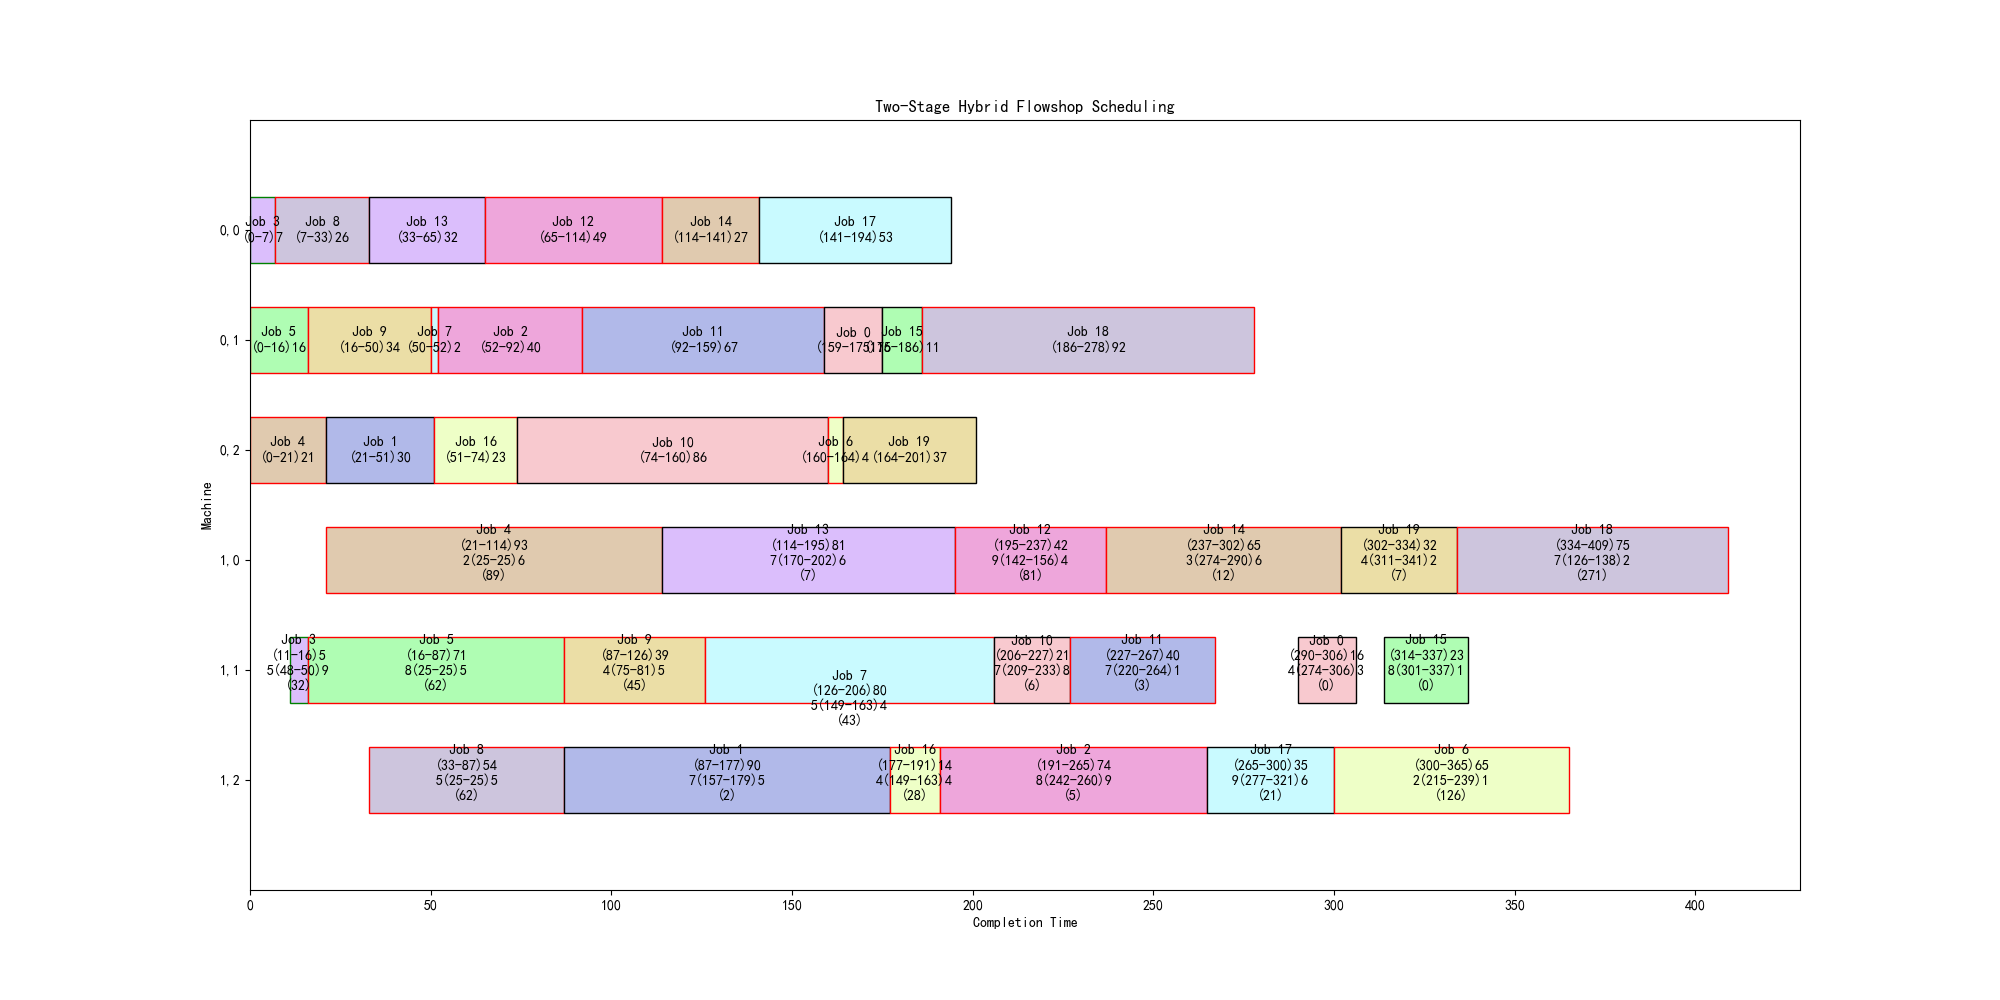 Two-Stage Hybrid Flowshop Scheduling
Machine
0,0
Job 3
(0-7)7
Job 8
(7-33)26
Job 13
(33-65)32
Job 12
(65-114)49
Job 14
(114-141)27
Job 17
(141-194)53
0,1
Job 5
(0-16)16
Job 9
(16-50)34
Job 7
(50-52)2
Job 2
(52-92)40
Job 11
(92-159)67
Job 0
(159-175)16
Job 15
(175-186)11
Job 18
(186-278)92
0,2
Job 4
(0-21)21
Job 1
(21-51)30
Job 16
(51-74)23
Job 10
(74-160)86
Job 6
(160-164)4
Job 19
(164-201)37
1,0
Job 4
(21-114)93
2(25-25)6
(89)
Job 13
(114-195)81
7(170-202)6
(7)
Job 12
(195-237)42
9(142-156)4
(81)
Job 14
(237-302)65
3(274-290)6
(12)
Job 19
(302-334)32
4(311-341)2
(7)
Job 18
(334-409)75
7(126-138)2
(271)
1,1
Job 3
(11-16)5
5(48-50)9
(32)
Job 5
(16-87)71
8(25-25)5
(62)
Job 9
(87-126)39
4(75-81)5
(45)
Job 7
(126-206)80
5(149-163)4
(43)
Job 10
(206-227)21
7(209-233)8
(6)
Job 11
(227-267)40
7(220-264)1
(3)
Job 0
(290-306)16
4(274-306)3
(0)
Job 15
(314-337)23
8(301-337)1
(0)
1,2
Job 8
(33-87)54
5(25-25)5
(62)
Job 1
(87-177)90
7(157-179)5
(2)
Job 16
(177-191)14
4(149-163)4
(28)
Job 2
(191-265)74
8(242-260)9
(5)
Job 17
(265-300)35
9(277-321)6
(21)
Job 6
(300-365)65
2(215-239)1
(126)
0
50
100
150
200
250
300
350
400
Completion Time